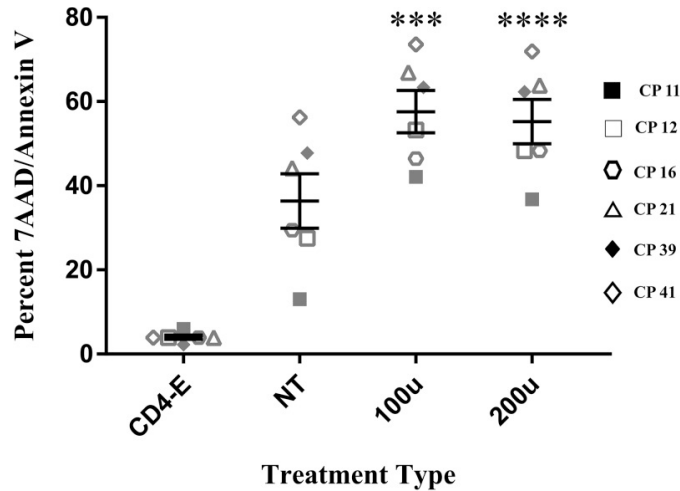 80
60
40
20
0
Percent 7AAD/Annexin V
*** ****
CD4-E NT 100u 200u
Treatment Type
CP 11
CP 12
CP 16
CP 21
CP 39
CP 41